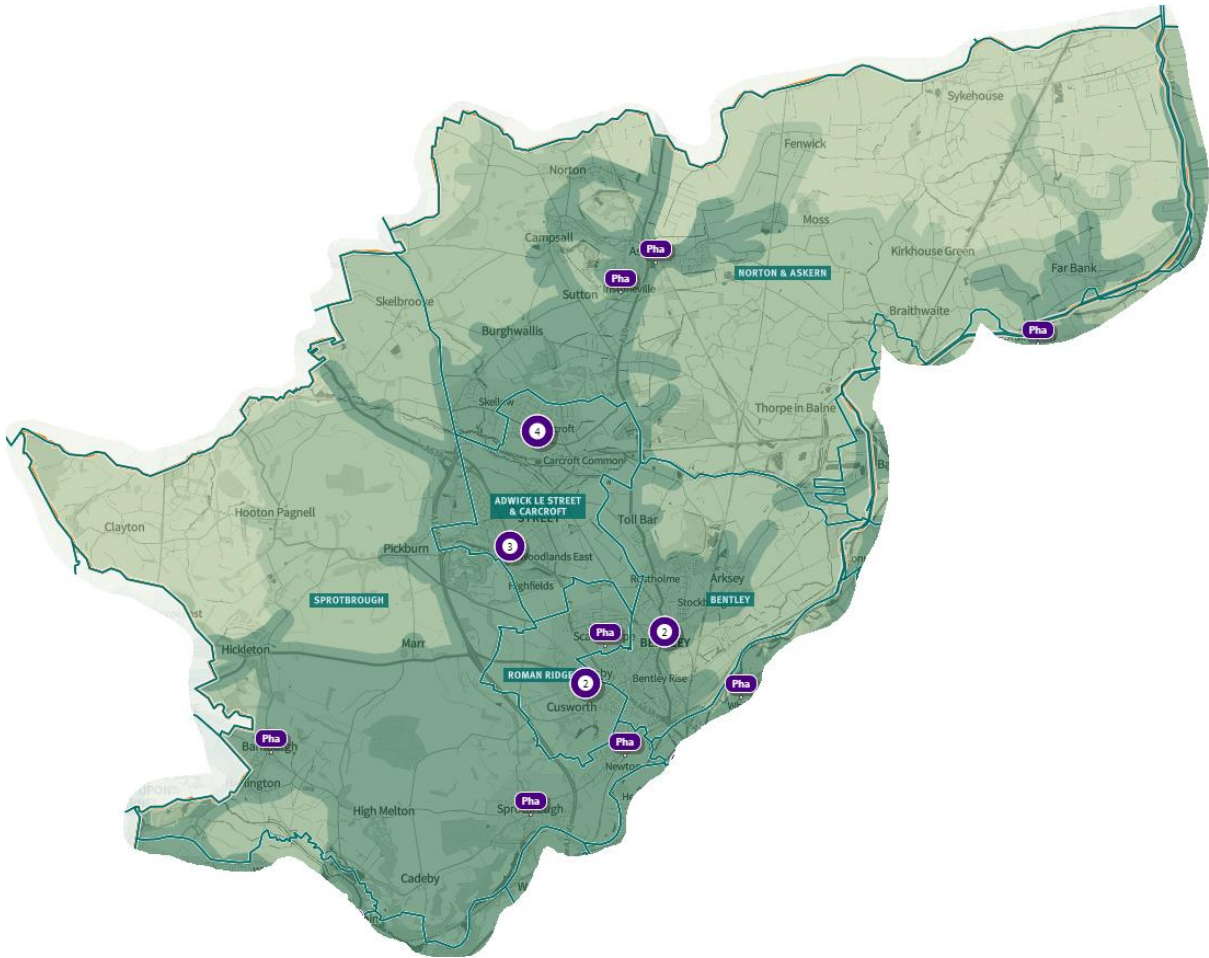 Sykehouse
Fenwick
Norton
Moss
Campsall
Kirkhouse Green
Pha
Far Bank
NORTON & ASKERN
Pha
Sutton
Skelbrooke
Braithwaite
Burghwallis
Pha
Skellow
Thorpe in Balne
4
Carcroft Common
ADWICK LE STREET
& CARCROFT
STREET
Hooton Pagnell
Toll Bar
Clayton
3
Pickburn
Woodlands East
Highfields
Arksey
SPROTBROUGH
BENTLEY
Pha
2
Marr
Hickleton
ROMAN RIDGE
2
Bentley Rise
Pha
Cusworth
Pha
Pha
Pha
High Melton
Cadeby